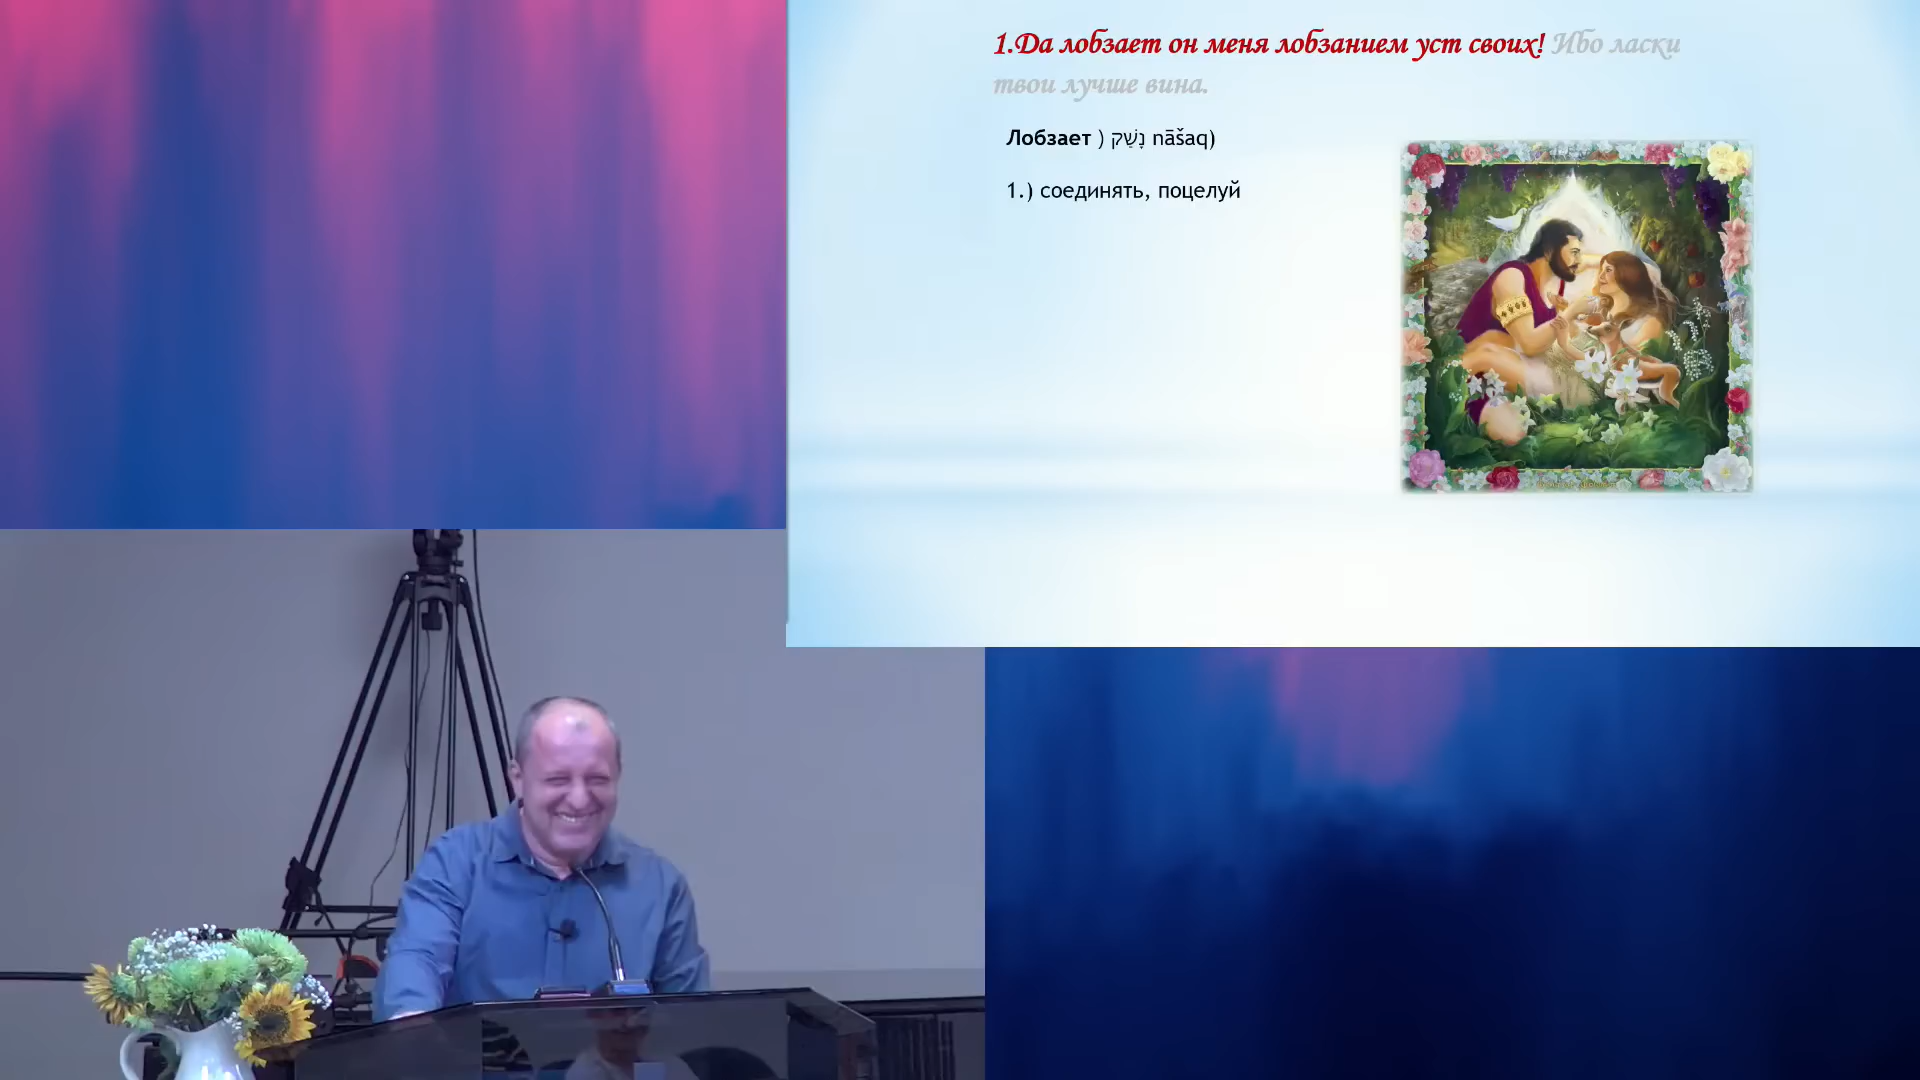 1.Да лобзает он меня лобзанием уст своих! Ибо ласки
твои лучше вина.
Лобзает ) נָשַׁק nāšaq)
1.) соединять, поцелуй